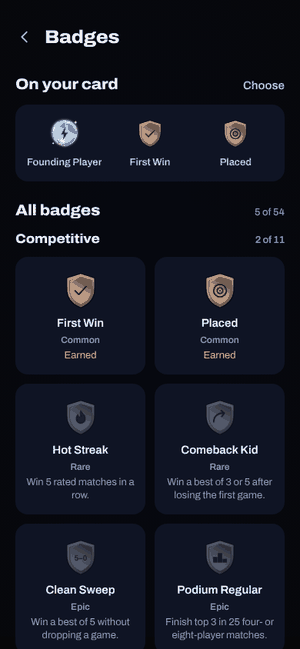 Badges
On your card
Choose
Founding Player
First Win
Placed
All badges
5 of 54
Competitive
2 of 11
First Win
Common
Earned
Placed
Common
Earned
Hot Streak
Rare
Win 5 rated matches in a
row.
Comeback Kid
Rare
Win a best of 3 or 5 after
losing the first game.
5–0
Clean Sweep
Epic
Win a best of 5 without
dropping a game.
Podium Regular
Epic
Finish top 3 in 25 four- or
eight-player matches.